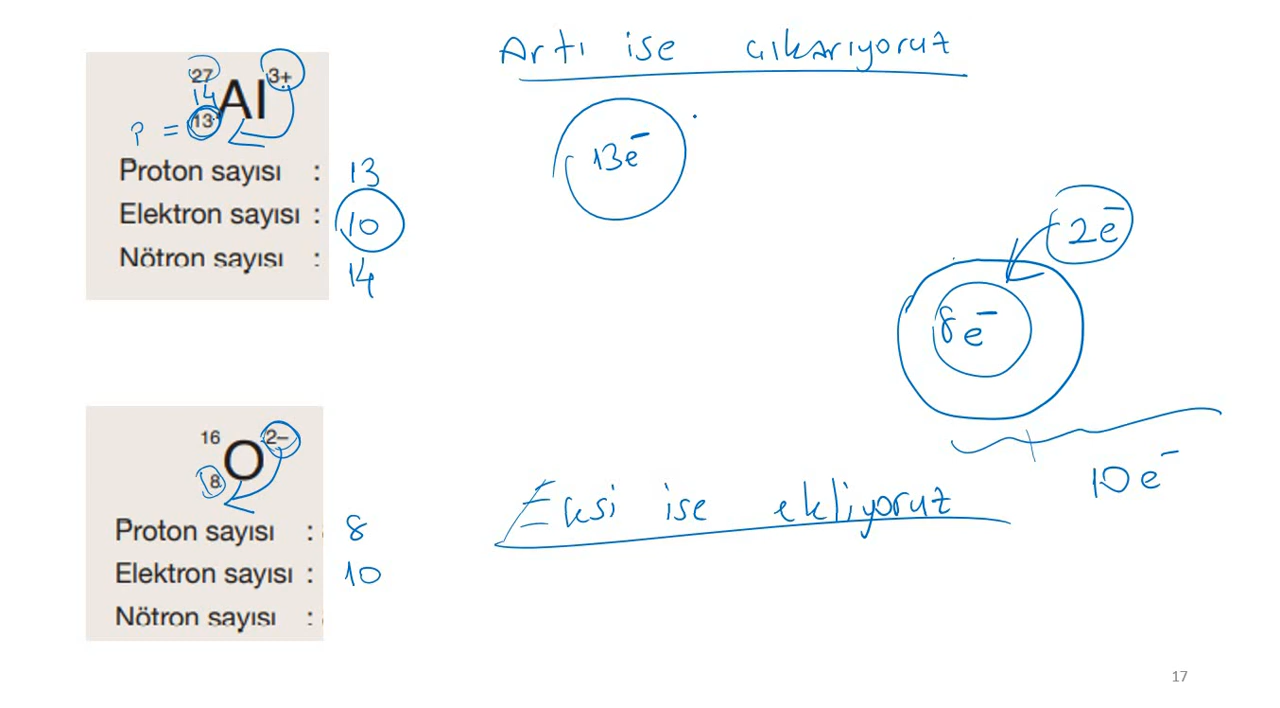 Artı ise çıkarıyoruz
27 3+
14 Al
P = 13
13e⁻
Proton sayısı : 13
Elektron sayısı : 10
Nötron sayısı : 14
2e⁻
8e⁻
10e⁻
16 2–
O
8
Eksi ise ekliyoruz
Proton sayısı : 8
Elektron sayısı : 10
Nötron sayısı :
17